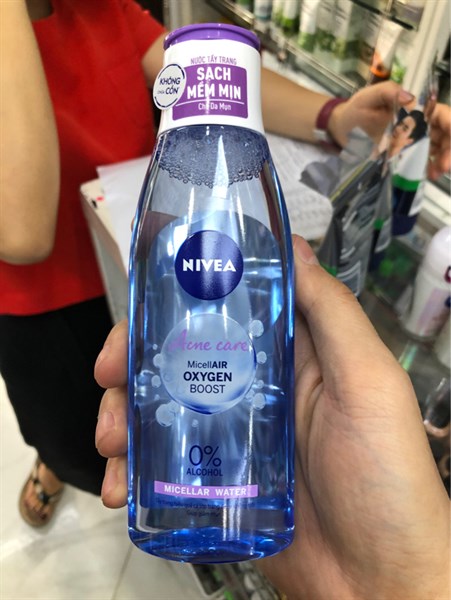 NƯỚC TẨY TRANG
SẠCH
MỀM MỊN
Cho Da Mụn
KHÔNG
CỒN
NIVEA
Acne care
MicellAIR
OXYGEN
BOOST
0%
ALCOHOL
MICELLAR WATER